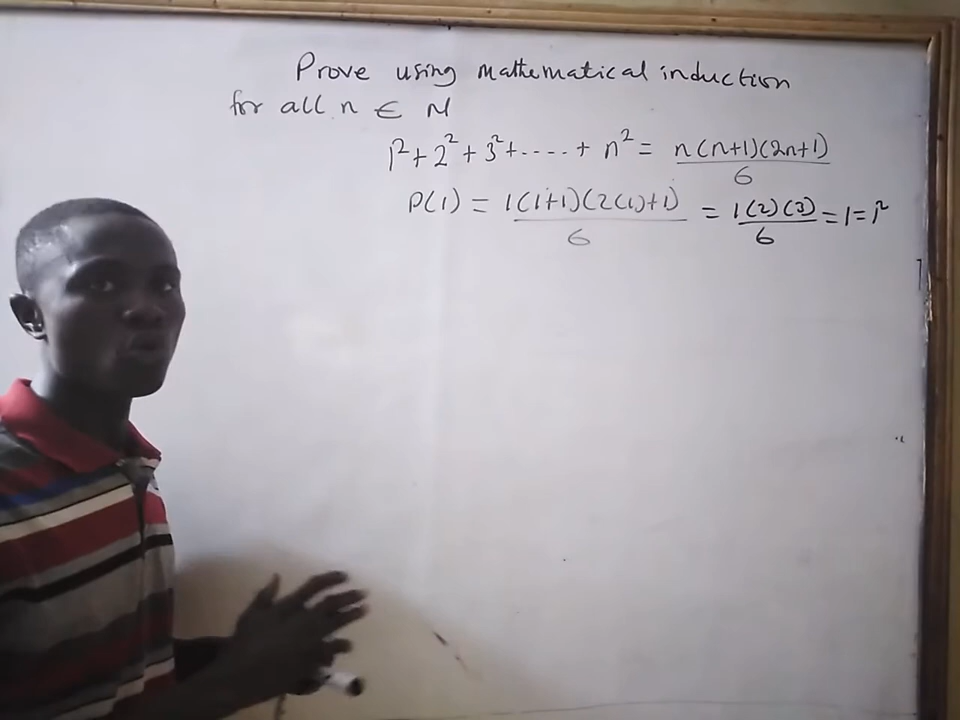 Prove using mathematical induction
for all n ∈ N
1² + 2² + 3² + ---- + n² = n(n+1)(2n+1)/6
P(1) = 1(1+1)(2(1)+1)/6 = 1(2)(3)/6 = 1 = 1²